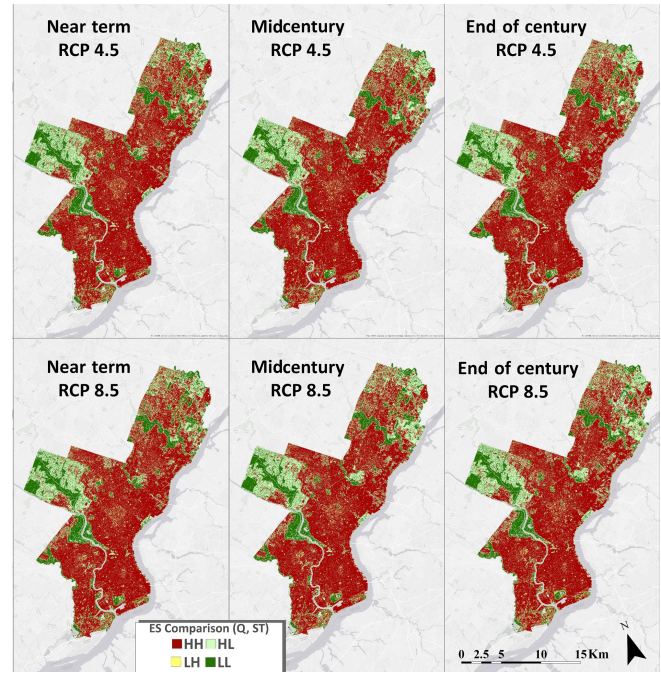 Near term
RCP 4.5
Midcentury
RCP 4.5
End of century
RCP 4.5
Near term
RCP 8.5
Midcentury
RCP 8.5
End of century
RCP 8.5
ES Comparison (Q, ST)
HH HL
LH LL
N
0 2.5 5 10 15Km